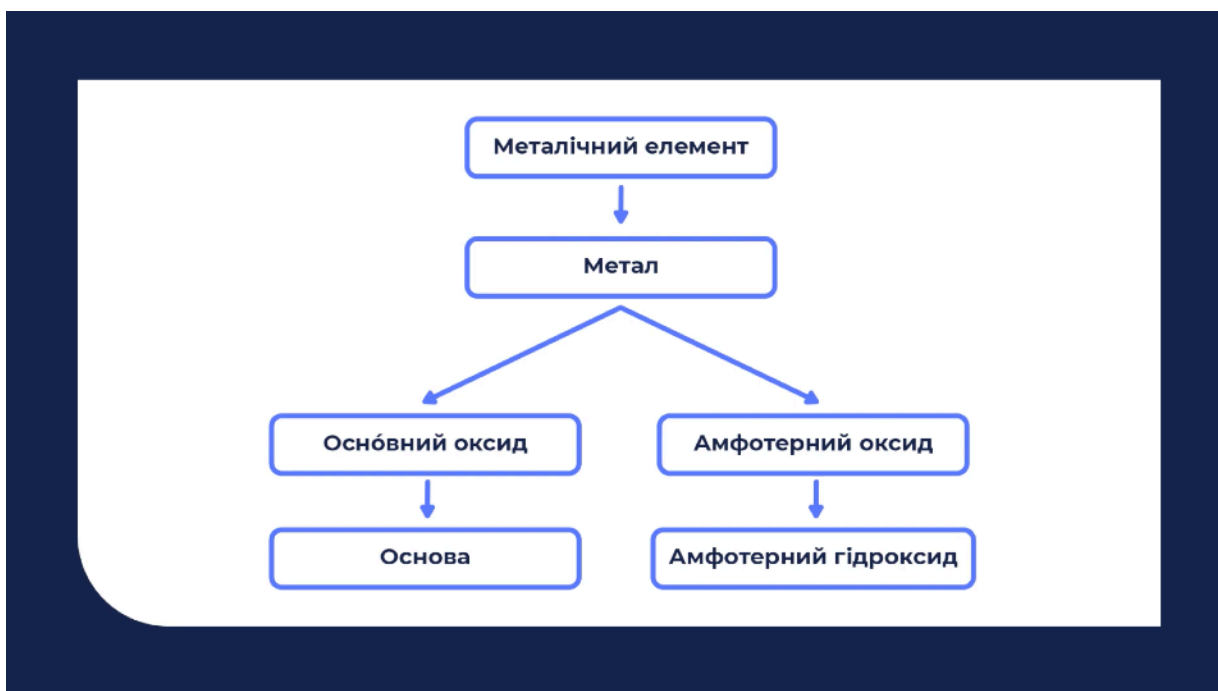 Металічний елемент
Метал
Осно́вний оксид
Амфотерний оксид
Основа
Амфотерний гідроксид